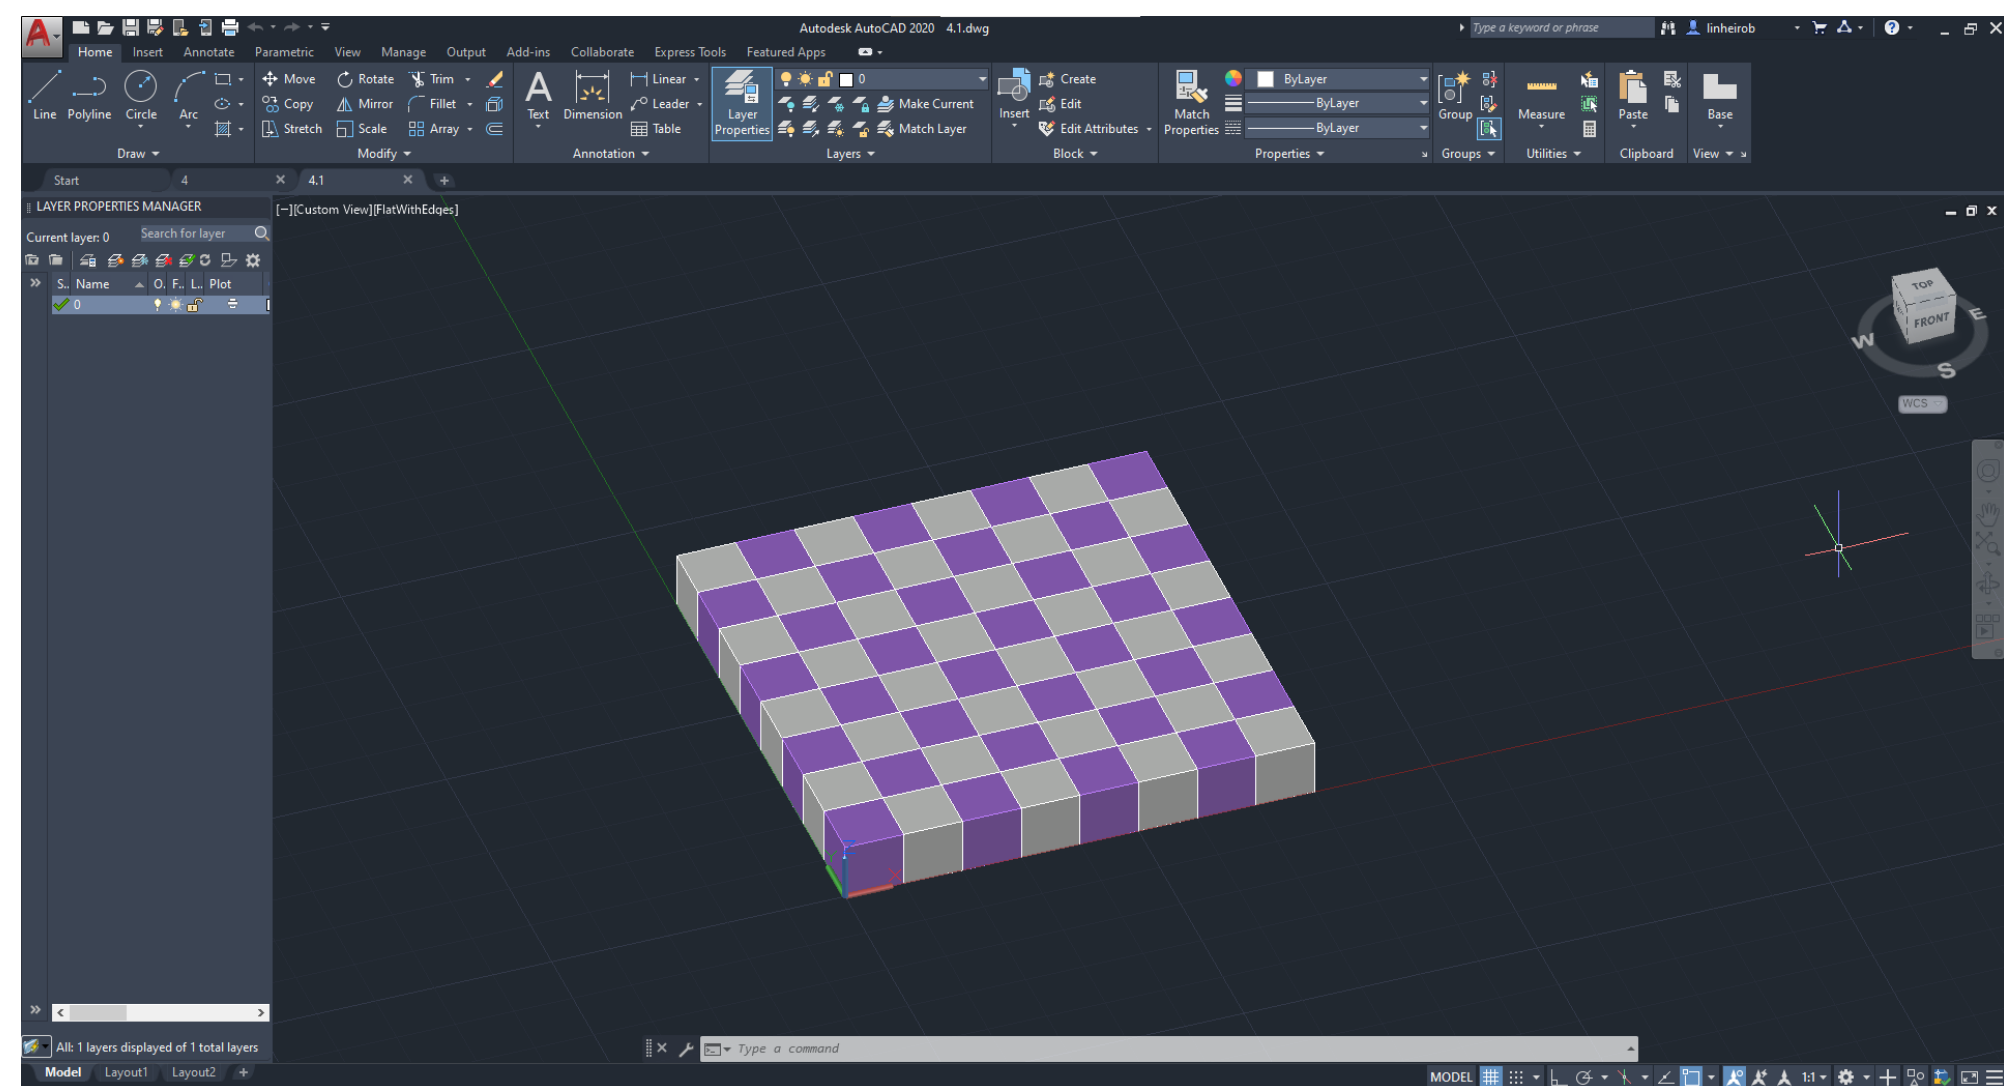 Autodesk AutoCAD 2020 4.1.dwg
Type a keyword or phrase
linheirob
Home Insert Annotate Parametric View Manage Output Add-ins Collaborate Express Tools Featured Apps
Line Polyline Circle Arc
Draw
Move Rotate Trim
Copy Mirror Fillet
Stretch Scale Array
Modify
Text Dimension
Linear
Leader
Table
Annotation
Layer Properties
0
Make Current
Match Layer
Layers
Insert
Create
Edit
Edit Attributes
Block
Match Properties
ByLayer
ByLayer
ByLayer
Properties
Group
Groups
Measure
Utilities
Paste
Clipboard
Base
View
Start 4 4.1
LAYER PROPERTIES MANAGER
Current layer: 0 Search for layer
S.. Name O. F.. L.. Plot
0
[−][Custom View][FlatWithEdges]
TOP
FRONT
W
S
E
WCS
Y
X
All: 1 layers displayed of 1 total layers
Type a command
Model Layout1 Layout2 +
MODEL 1:1